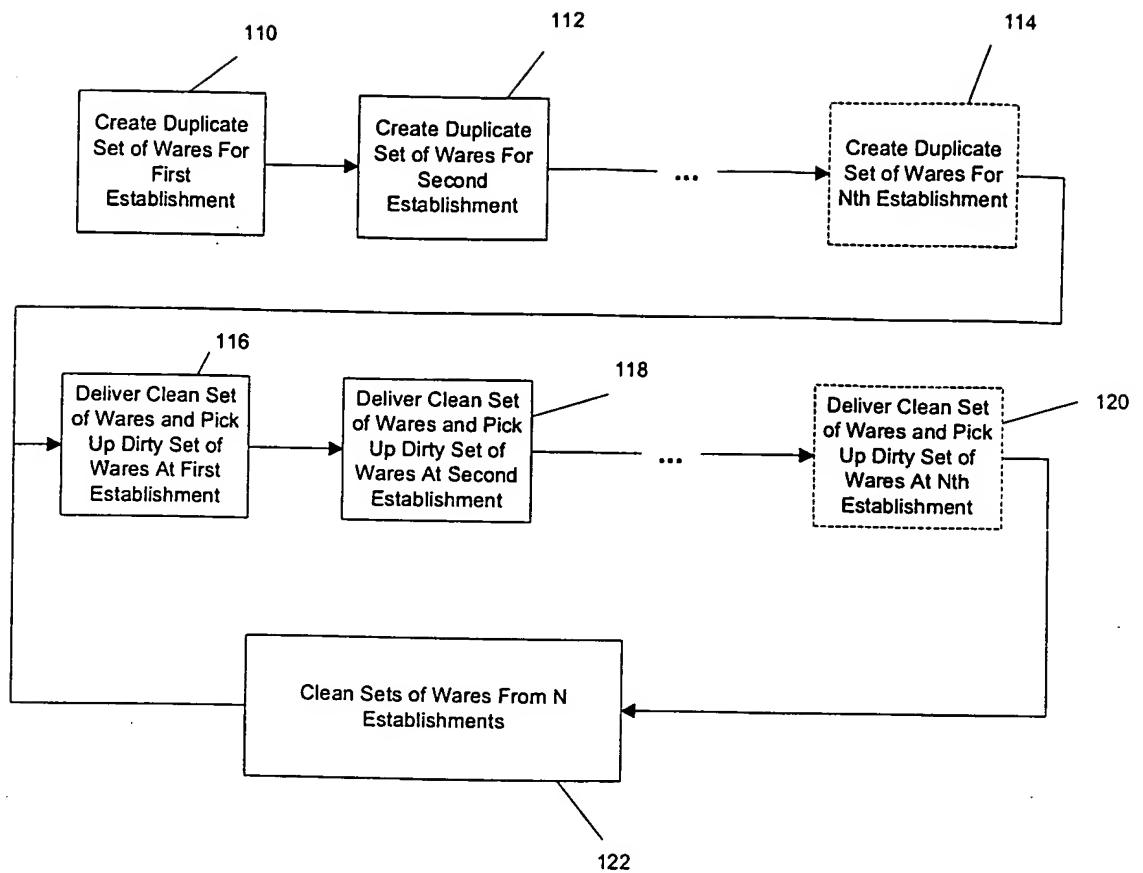 110
112
114
Create Duplicate
Set of Wares For
First
Establishment
Create Duplicate
Set of Wares For
Second
Establishment
...
Create Duplicate
Set of Wares For
Nth Establishment
116
118
120
Deliver Clean Set
of Wares and Pick
Up Dirty Set of
Wares At First
Establishment
Deliver Clean Set
of Wares and Pick
Up Dirty Set of
Wares At Second
Establishment
...
Deliver Clean Set
of Wares and Pick
Up Dirty Set of
Wares At Nth
Establishment
Clean Sets of Wares From N
Establishments
122